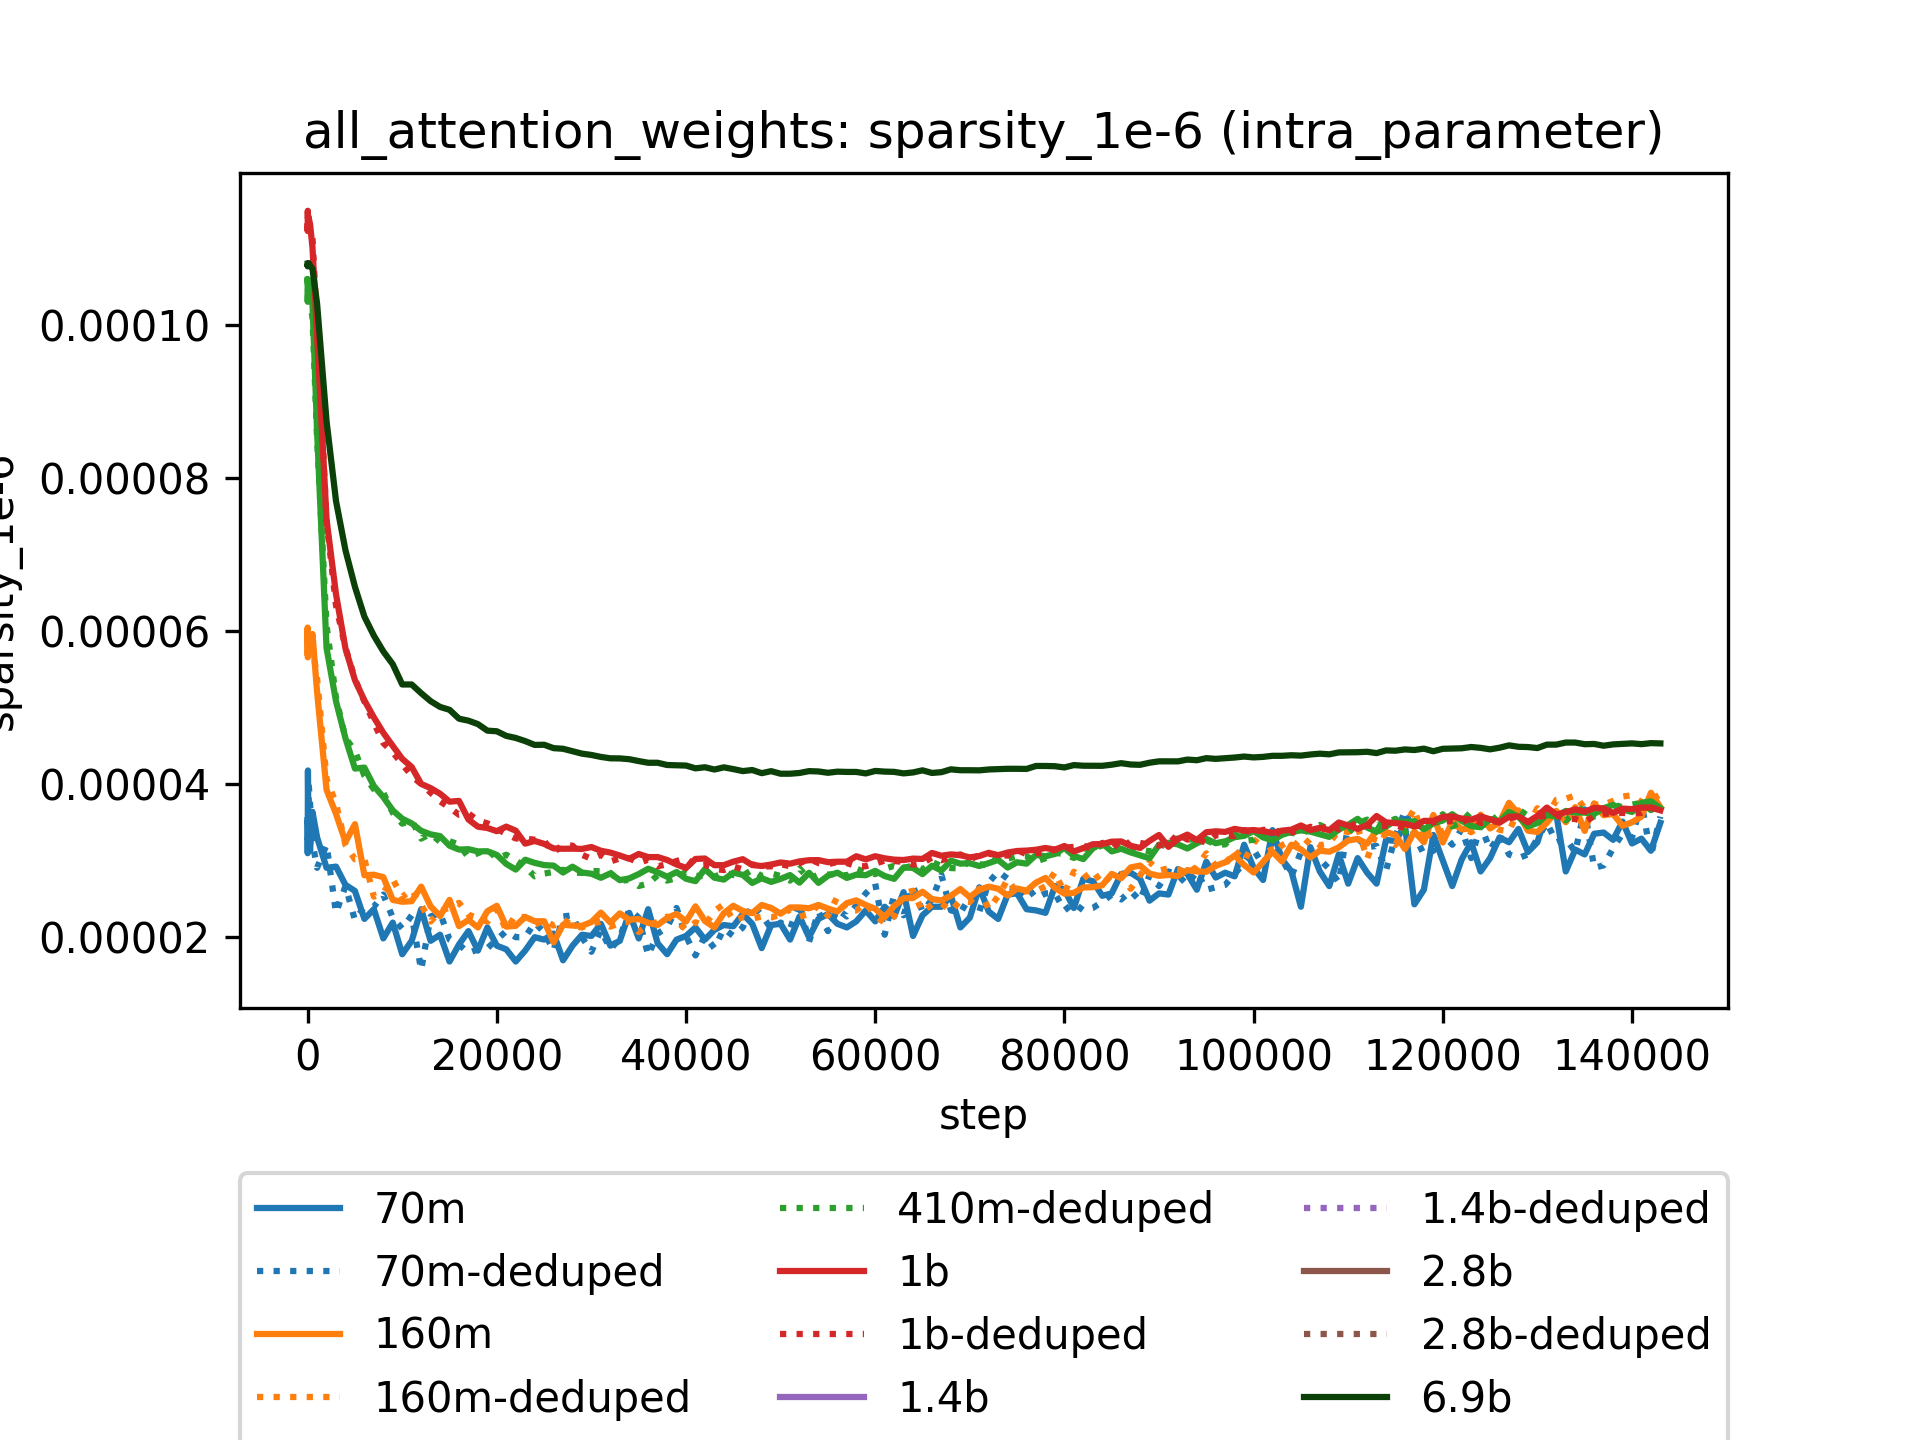 all_attention_weights: sparsity_1e-6 (intra_parameter)
sparsity_1e-6
0.00010
0.00008
0.00006
0.00004
0.00002
0 20000 40000 60000 80000 100000 120000 140000
step
70m 410m-deduped 1.4b-deduped
70m-deduped 1b 2.8b
160m 1b-deduped 2.8b-deduped
160m-deduped 1.4b 6.9b